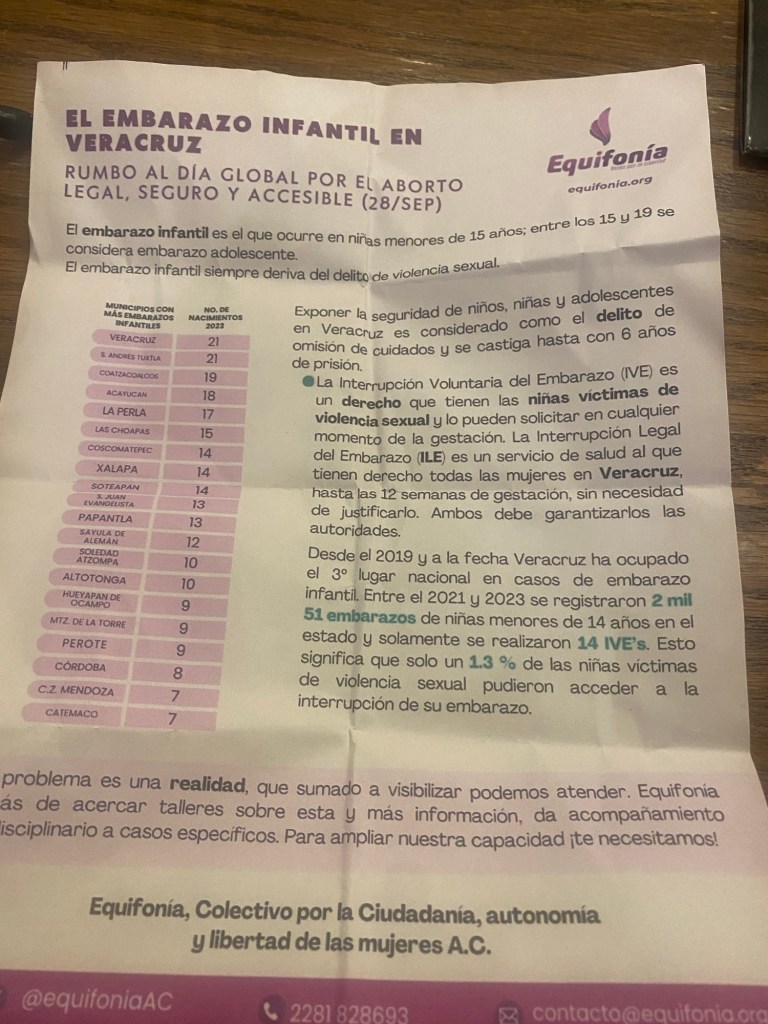 EL EMBARAZO INFANTIL EN
VERACRUZ
RUMBO AL DÍA GLOBAL POR EL ABORTO
LEGAL, SEGURO Y ACCESIBLE (28/SEP)
Equifonía
equifonia.org
El embarazo infantil es el que ocurre en niñas menores de 15 años; entre los 15 y 19 se
considera embarazo adolescente.
El embarazo infantil siempre deriva del delito de violencia sexual.
MUNICIPIOS CON
MÁS EMBARAZOS
INFANTILES
NO. DE
NACIMIENTOS
2023
VERACRUZ 21
S. ANDRÉS TUXTLA 21
COATZACOALCOS 19
ACAYUCAN 18
LA PERLA 17
LAS CHOAPAS 15
COSCOMATEPEC 14
XALAPA 14
SOTEAPAN 14
S. JUAN
EVANGELISTA 13
PAPANTLA 13
SAYULA DE
ALEMÁN 12
SOLEDAD
ATZOMPA 10
ALTOTONGA 10
HUEYAPAN DE
OCAMPO 9
MTZ. DE LA TORRE 9
PEROTE 9
CÓRDOBA 8
C.Z. MENDOZA 7
CATEMACO 7
Exponer la seguridad de niños, niñas y adolescentes
en Veracruz es considerado como el delito de
omisión de cuidados y se castiga hasta con 6 años
de prisión.
La Interrupción Voluntaria del Embarazo (IVE) es
un derecho que tienen las niñas víctimas de
violencia sexual y lo pueden solicitar en cualquier
momento de la gestación. La Interrupción Legal
del Embarazo (ILE) es un servicio de salud al que
tienen derecho todas las mujeres en Veracruz,
hasta las 12 semanas de gestación, sin necesidad
de justificarlo. Ambos debe garantizarlos las
autoridades.
Desde el 2019 y a la fecha Veracruz ha ocupado
el 3° lugar nacional en casos de embarazo
infantil. Entre el 2021 y 2023 se registraron 2 mil
51 embarazos de niñas menores de 14 años en el
estado y solamente se realizaron 14 IVE's. Esto
significa que solo un 1.3 % de las niñas víctimas
de violencia sexual pudieron acceder a la
interrupción de su embarazo.
problema es una realidad, que sumado a visibilizar podemos atender. Equifonía
ás de acercar talleres sobre esta y más información, da acompañamiento
disciplinario a casos específicos. Para ampliar nuestra capacidad ¡te necesitamos!
Equifonía, Colectivo por la Ciudadanía, autonomía
y libertad de las mujeres A.C.
@equifoniaAC 2281 828693 contacto@equifonia.org